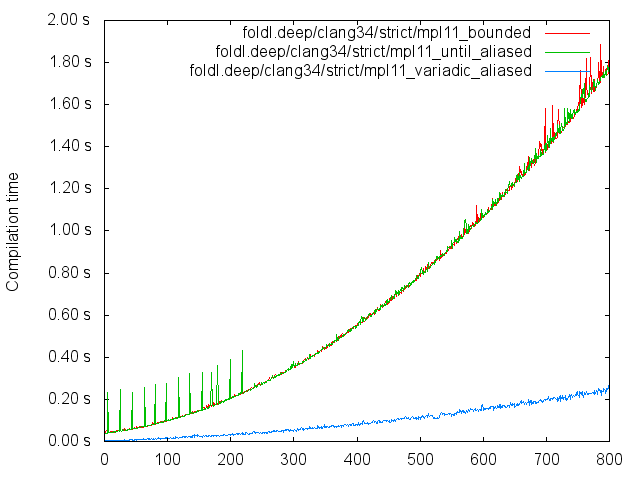 2.00 s
1.80 s
1.60 s
1.40 s
1.20 s
1.00 s
0.80 s
0.60 s
0.40 s
0.20 s
0.00 s
Compilation time
foldl.deep/clang34/strict/mpl11_bounded
foldl.deep/clang34/strict/mpl11_until_aliased
foldl.deep/clang34/strict/mpl11_variadic_aliased
0 100 200 300 400 500 600 700 800